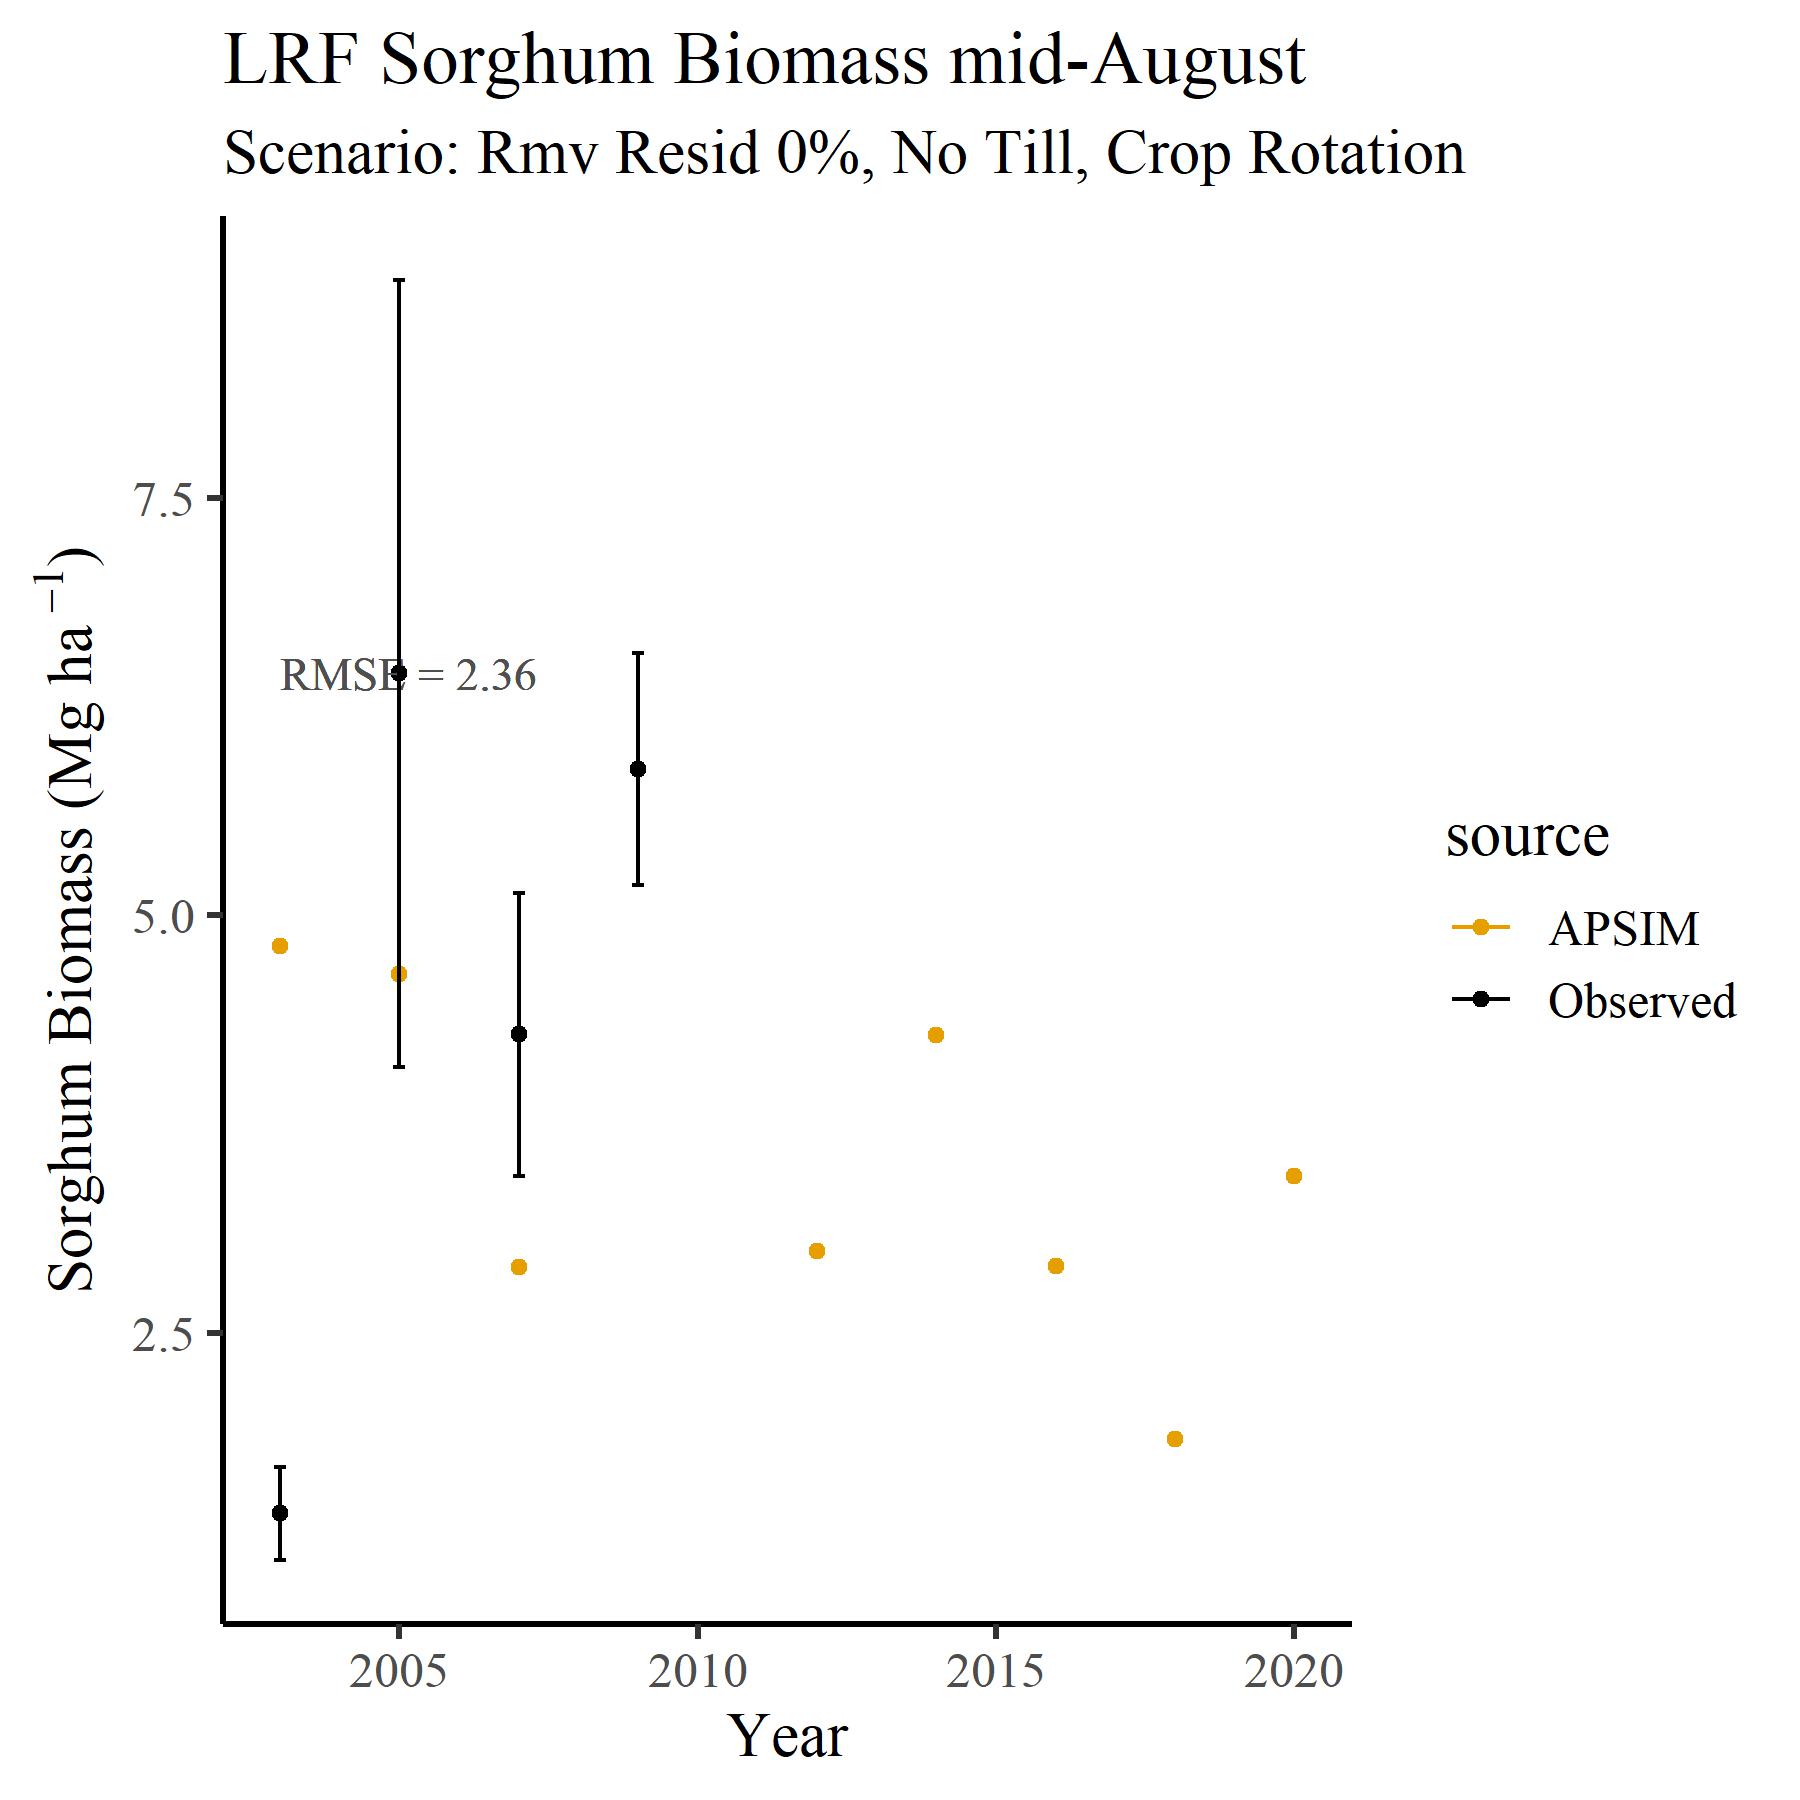 LRF Sorghum Biomass mid-August
Scenario: Rmv Resid 0%, No Till, Crop Rotation
Sorghum Biomass (Mg ha⁻¹)
7.5
5.0
2.5
RMSE = 2.36
source
APSIM
Observed
2005 2010 2015 2020
Year